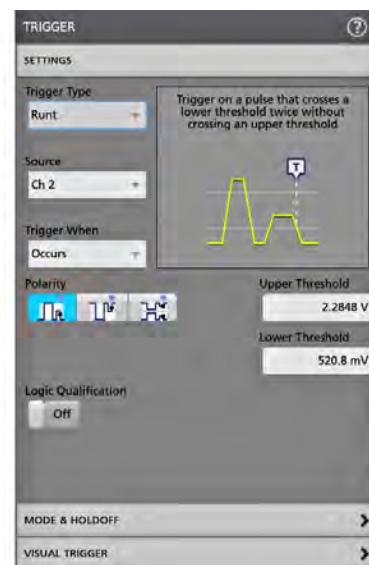 TRIGGER ?
SETTINGS
Trigger Type
Runt
Trigger on a pulse that crosses a
lower threshold twice without
crossing an upper threshold
T
Source
Ch 2
Trigger When
Occurs
Polarity
Upper Threshold
2.2848 V
Lower Threshold
520.8 mV
Logic Qualification
Off
MODE & HOLDOFF
VISUAL TRIGGER